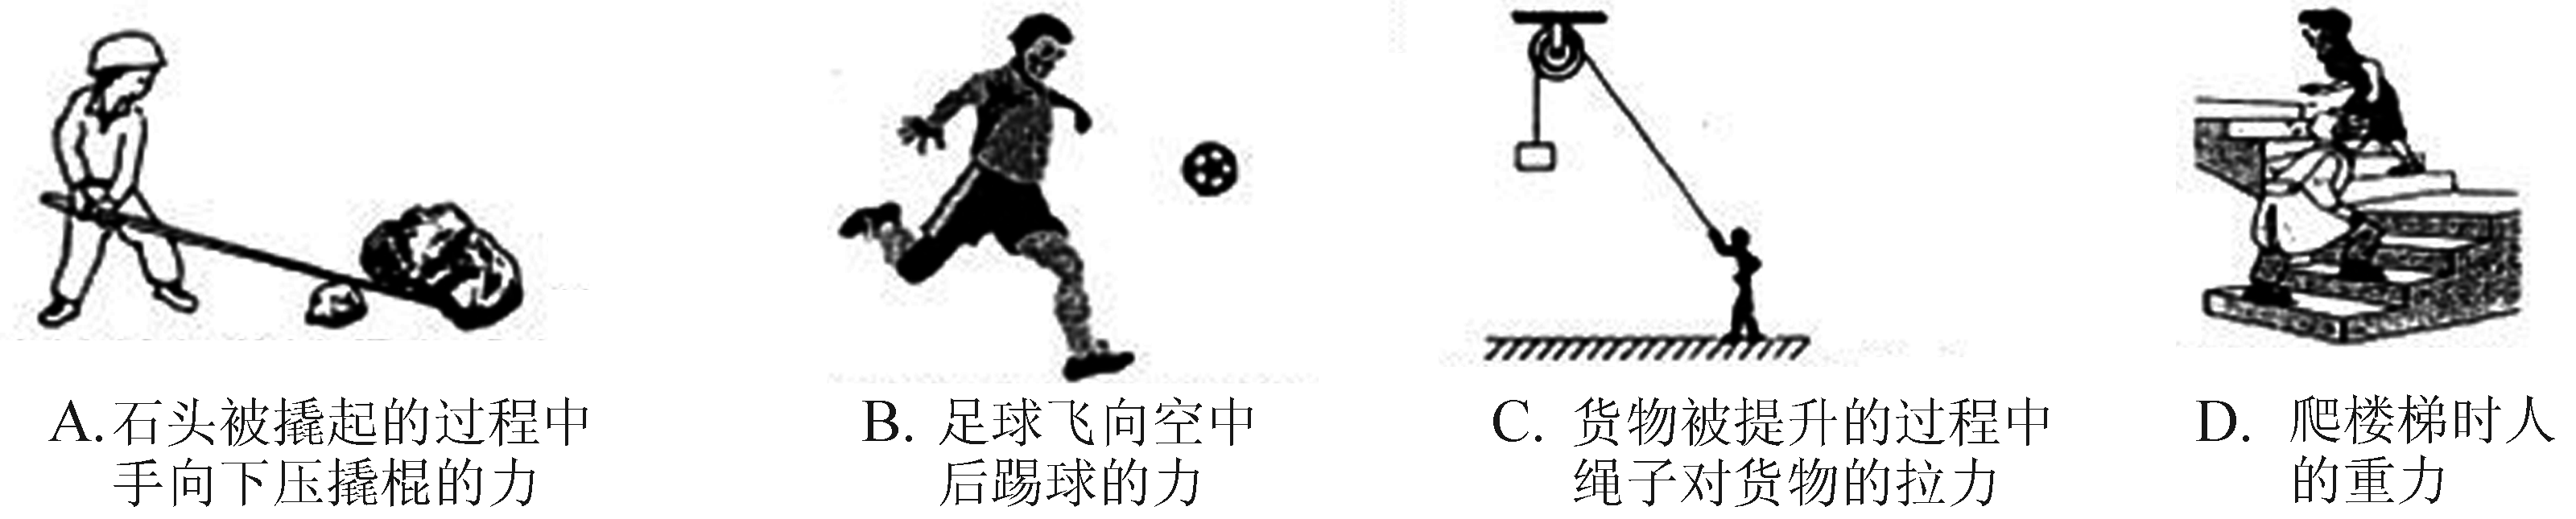 A.石头被撬起的过程中
手向下压撬棍的力
B. 足球飞向空中
后踢球的力
C. 货物被提升的过程中
绳子对货物的拉力
D. 爬楼梯时人
的重力